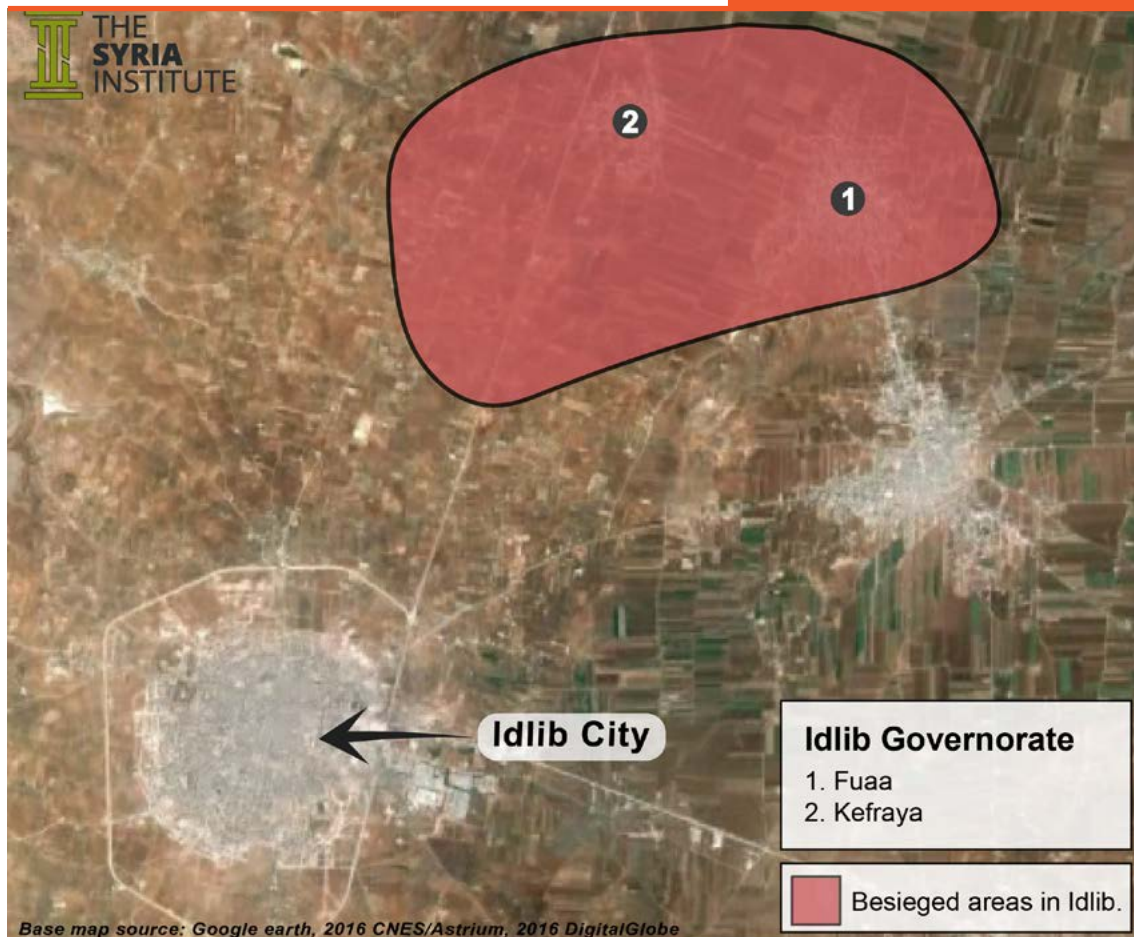 THE
SYRIA
INSTITUTE
2
1
Idlib City
Idlib Governorate
1. Fuaa
2. Kefraya
Besieged areas in Idlib.
Base map source: Google earth, 2016 CNES/Astrium, 2016 DigitalGlobe